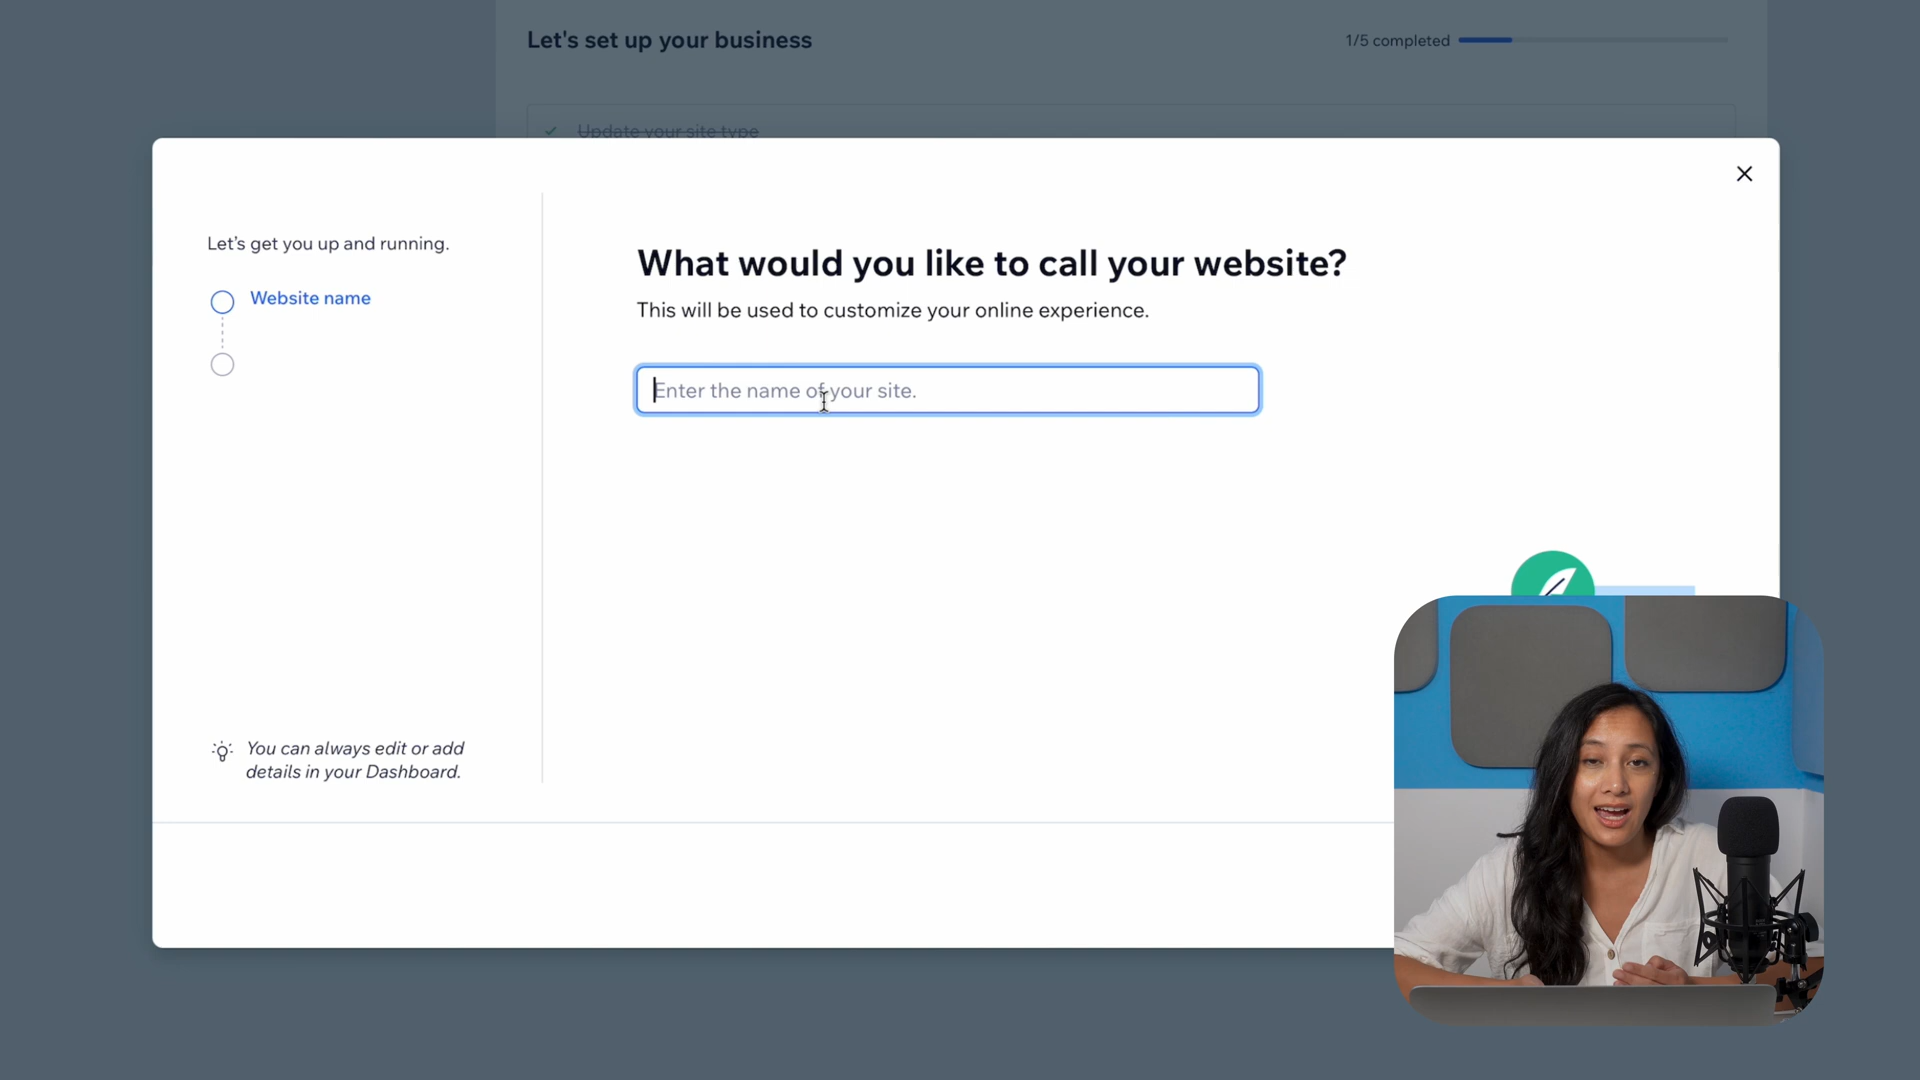 Let's set up your business
1/5 completed
Update your site type
Let's get you up and running.
Website name
What would you like to call your website?
This will be used to customize your online experience.
Enter the name of your site.
You can always edit or add
details in your Dashboard.